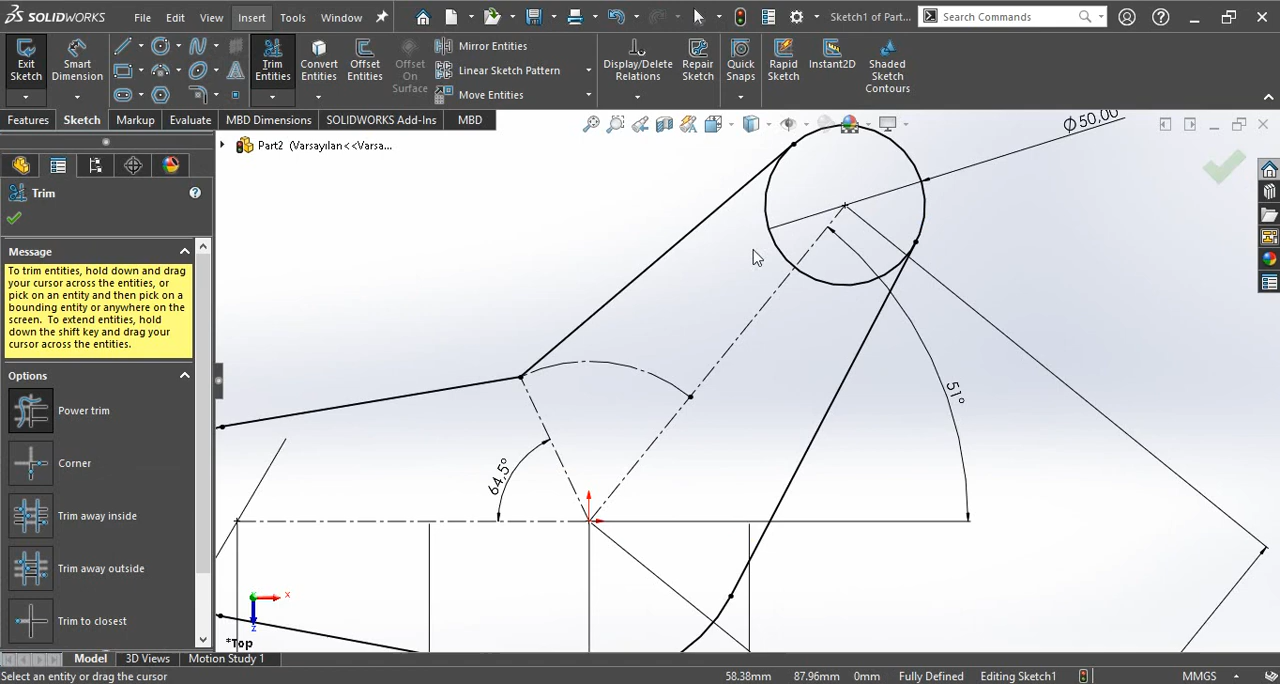 SOLIDWORKS
File
Edit
View
Insert
Tools
Window
Sketch1 of Part...
Search Commands
Exit Sketch
Smart Dimension
Trim Entities
Convert Entities
Offset Entities
Offset On Surface
Mirror Entities
Linear Sketch Pattern
Move Entities
Display/Delete Relations
Repair Sketch
Quick Snaps
Rapid Sketch
Instant2D
Shaded Sketch Contours
Features
Sketch
Markup
Evaluate
MBD Dimensions
SOLIDWORKS Add-Ins
MBD
Part2 (Varsayılan<<Varsa...
Trim
Message
To trim entities, hold down and drag
your cursor across the entities, or
pick on an entity and then pick on a
bounding entity or anywhere on the
screen. To extend entities, hold
down the shift key and drag your
cursor across the entities.
Options
Power trim
Corner
Trim away inside
Trim away outside
Trim to closest
Ø50,00
51°
64,5°
x
z
*Top
Model
3D Views
Motion Study 1
Select an entity or drag the cursor
58.38mm
87.96mm
0mm
Fully Defined
Editing Sketch1
MMGS